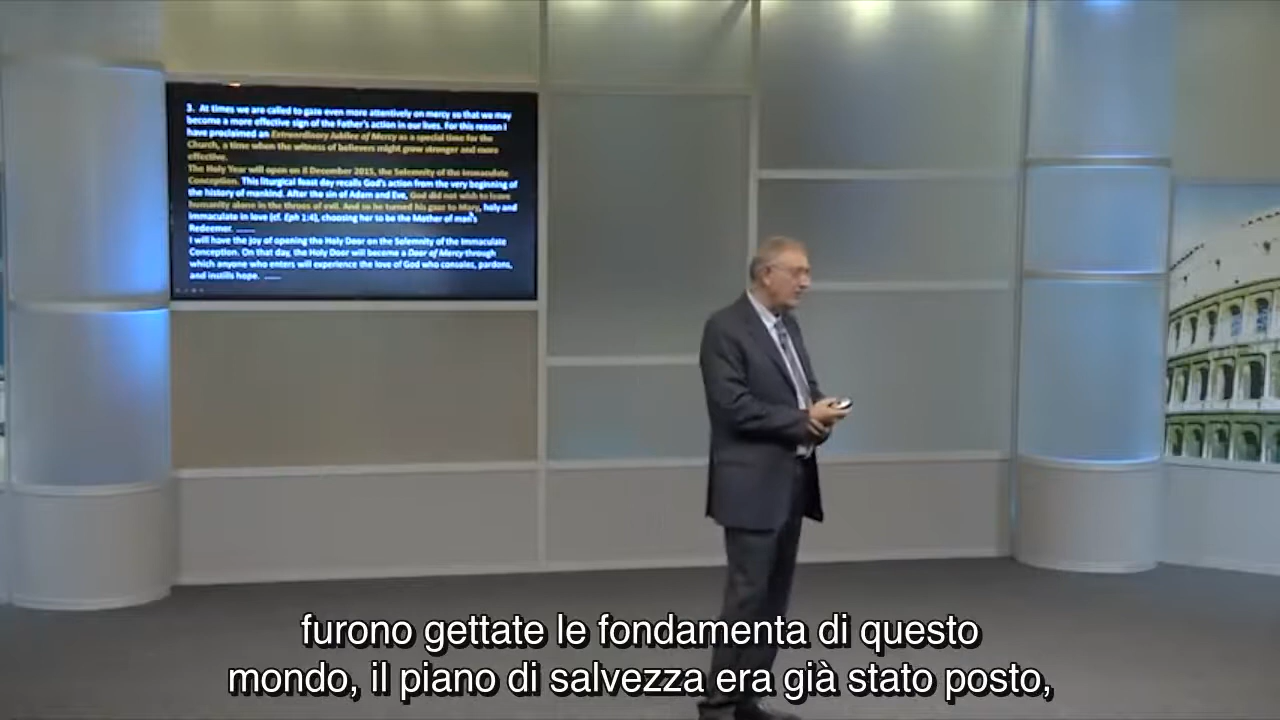 3. At times we are called to gaze even more attentively on mercy so that we may
become a more effective sign of the Father's action in our lives. For this reason I
have proclaimed an Extraordinary Jubilee of Mercy as a special time for the
Church, a time when the witness of believers might grow stronger and more
effective.
The Holy Year will open on 8 December 2015, the Solemnity of the Immaculate
Conception. This liturgical feast day recalls God's action from the very beginning of
the history of mankind. After the sin of Adam and Eve, God did not wish to leave
humanity alone in the throes of evil. And so he turned his gaze to Mary, holy and
immaculate in love (cf. Eph 1:4), choosing her to be the Mother of man's
Redeemer. ......
I will have the joy of opening the Holy Door on the Solemnity of the Immaculate
Conception. On that day, the Holy Door will become a Door of Mercy through
which anyone who enters will experience the love of God who consoles, pardons,
and instills hope. .....
furono gettate le fondamenta di questo
mondo, il piano di salvezza era già stato posto,